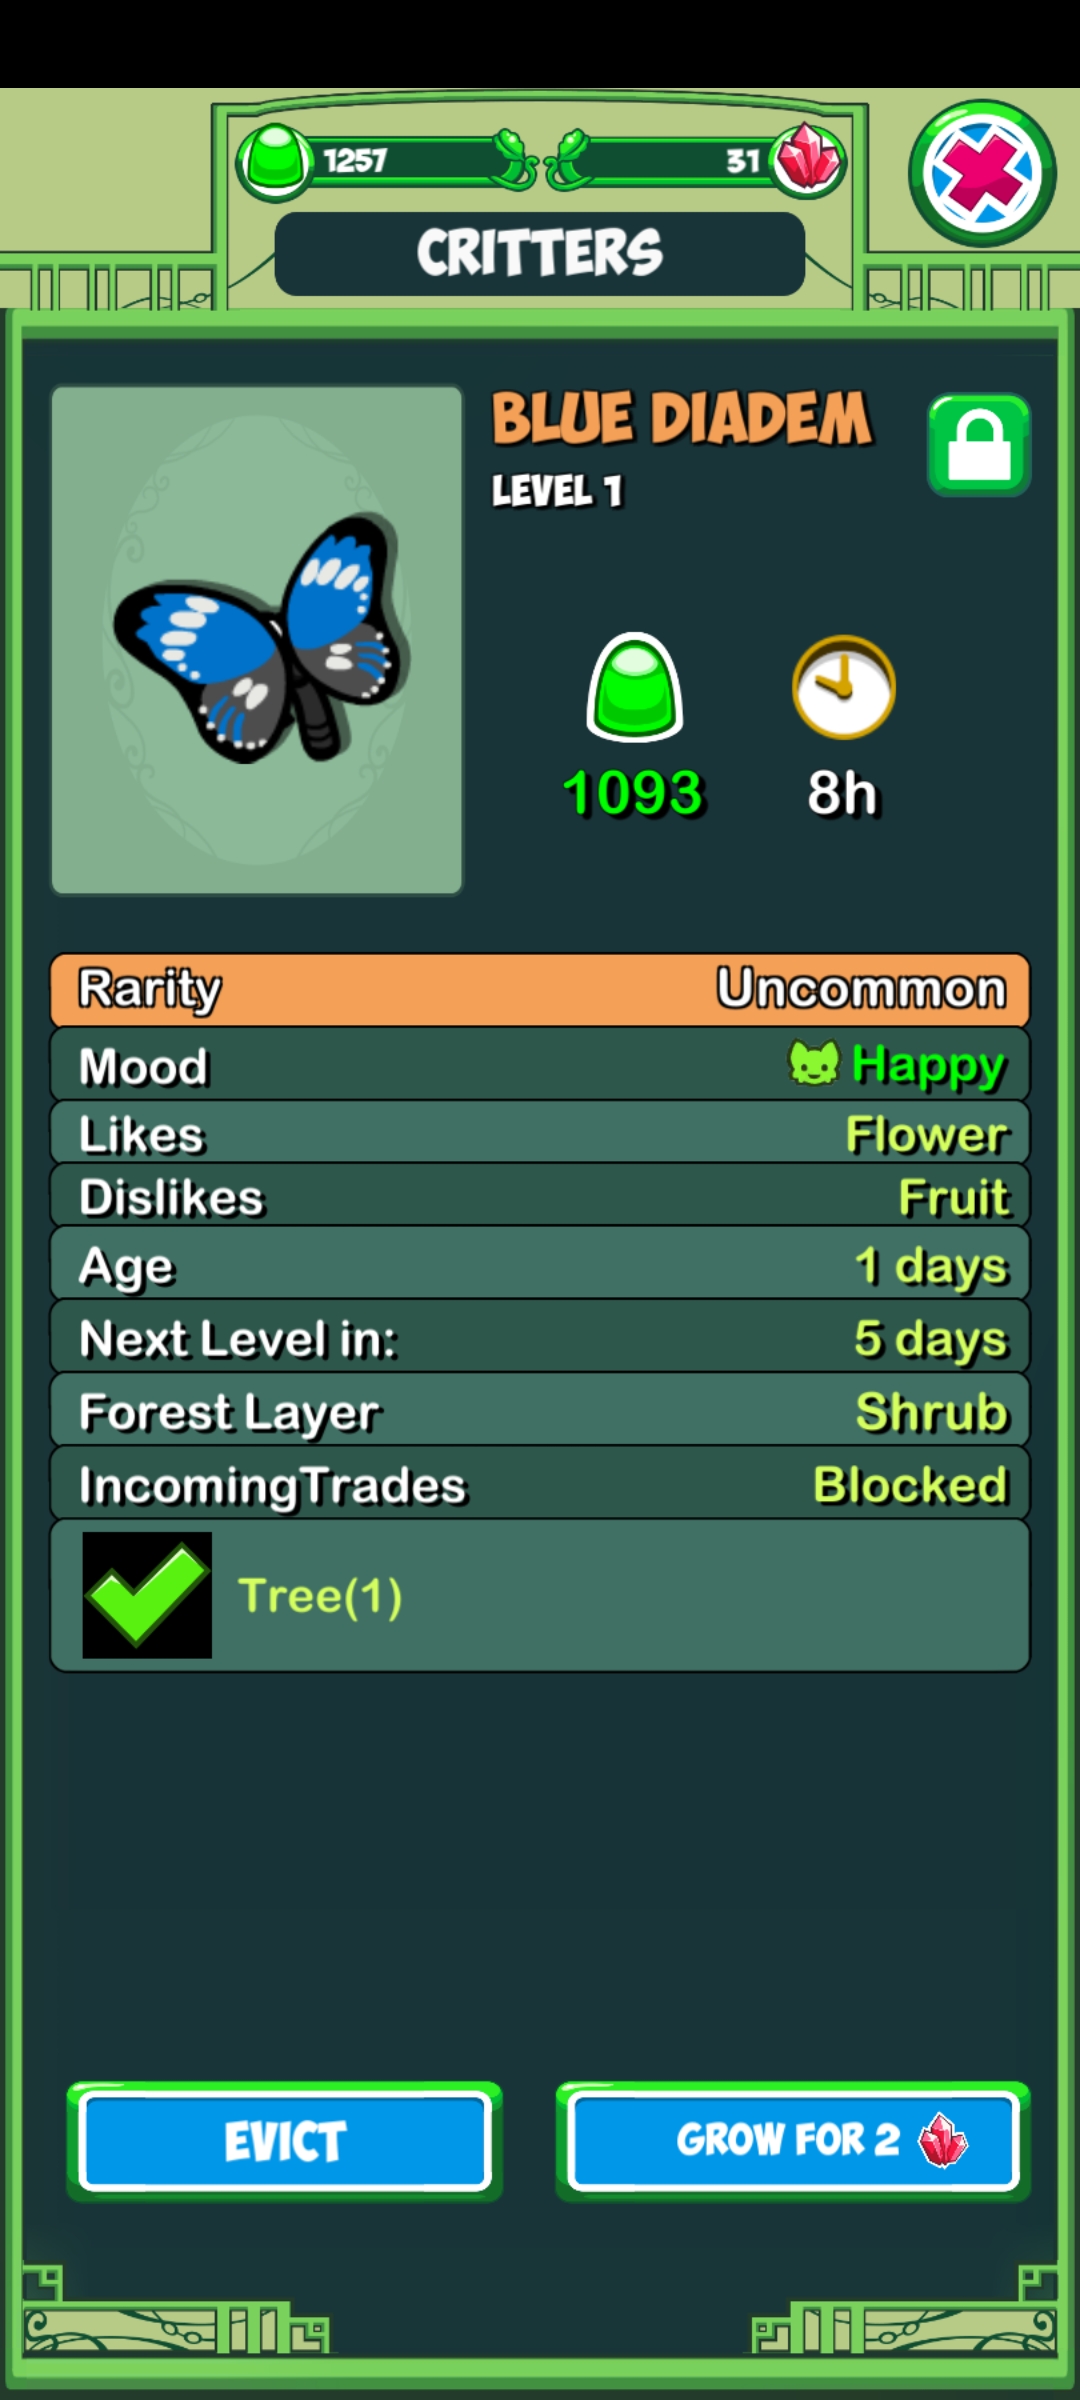 1257
31
CRITTERS
BLUE DIADEM
LEVEL 1
1093
8h
Rarity Uncommon
Mood Happy
Likes Flower
Dislikes Fruit
Age 1 days
Next Level in: 5 days
Forest Layer Shrub
IncomingTrades Blocked
Tree(1)
EVICT
GROW FOR 2